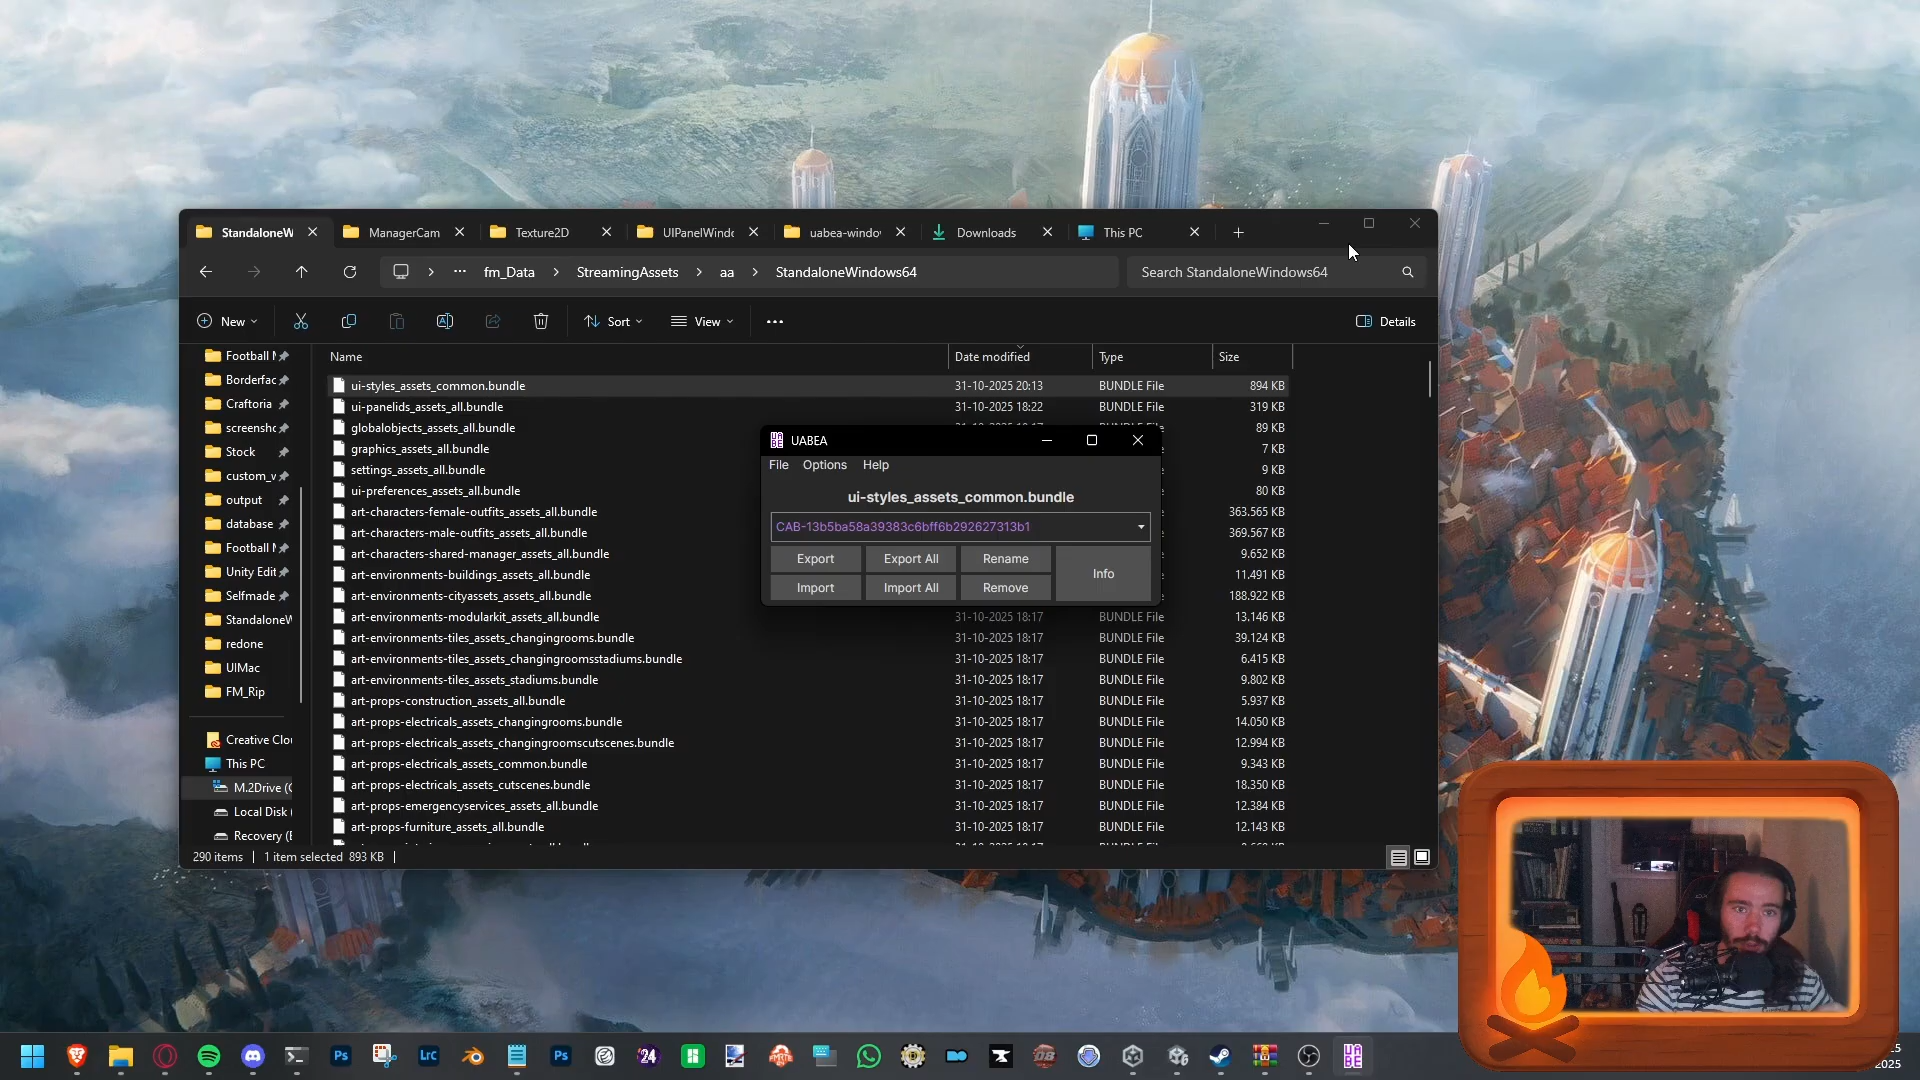 StandaloneW
ManagerCam
Texture2D
UIPanelWind
uabea-windo
Downloads
This PC
fm_Data
StreamingAssets
aa
StandaloneWindows64
Search StandaloneWindows64
New
Sort
View
Details
Name
Date modified
Type
Size
Football
Borderfac
Craftoria
screensho
Stock
custom_v
output
database
Football
Unity Edit
Selfmade
StandaloneW
redone
UIMac
FM_Rip
Creative Clo
This PC
M.2Drive (
Local Disk (
Recovery (
ui-styles_assets_common.bundle 31-10-2025 20:13 BUNDLE File 894 KB
ui-panelids_assets_all.bundle 31-10-2025 18:22 BUNDLE File 319 KB
globalobjects_assets_all.bundle 89 KB
graphics_assets_all.bundle 7 KB
settings_assets_all.bundle 9 KB
ui-preferences_assets_all.bundle 80 KB
art-characters-female-outfits_assets_all.bundle 363.565 KB
art-characters-male-outfits_assets_all.bundle 369.567 KB
art-characters-shared-manager_assets_all.bundle 9.652 KB
art-environments-buildings_assets_all.bundle 11.491 KB
art-environments-cityassets_assets_all.bundle 188.922 KB
art-environments-modularkit_assets_all.bundle 31-10-2025 18:17 BUNDLE File 13.146 KB
art-environments-tiles_assets_changingrooms.bundle 31-10-2025 18:17 BUNDLE File 39.124 KB
art-environments-tiles_assets_changingroomsstadiums.bundle 31-10-2025 18:17 BUNDLE File 6.415 KB
art-environments-tiles_assets_stadiums.bundle 31-10-2025 18:17 BUNDLE File 9.802 KB
art-props-construction_assets_all.bundle 31-10-2025 18:17 BUNDLE File 5.937 KB
art-props-electricals_assets_changingrooms.bundle 31-10-2025 18:17 BUNDLE File 14.050 KB
art-props-electricals_assets_changingroomscutscenes.bundle 31-10-2025 18:17 BUNDLE File 12.994 KB
art-props-electricals_assets_common.bundle 31-10-2025 18:17 BUNDLE File 9.343 KB
art-props-electricals_assets_cutscenes.bundle 31-10-2025 18:17 BUNDLE File 18.350 KB
art-props-emergencyservices_assets_all.bundle 31-10-2025 18:17 BUNDLE File 12.384 KB
art-props-furniture_assets_all.bundle 31-10-2025 18:17 BUNDLE File 12.143 KB
290 items
1 item selected 893 KB
UABEA
File Options Help
ui-styles_assets_common.bundle
CAB-13b5ba58a39383c6bff6b292627313b1
Export Export All Rename Info
Import Import All Remove
Ps
LrC
Ps
24
UA
BE
2025